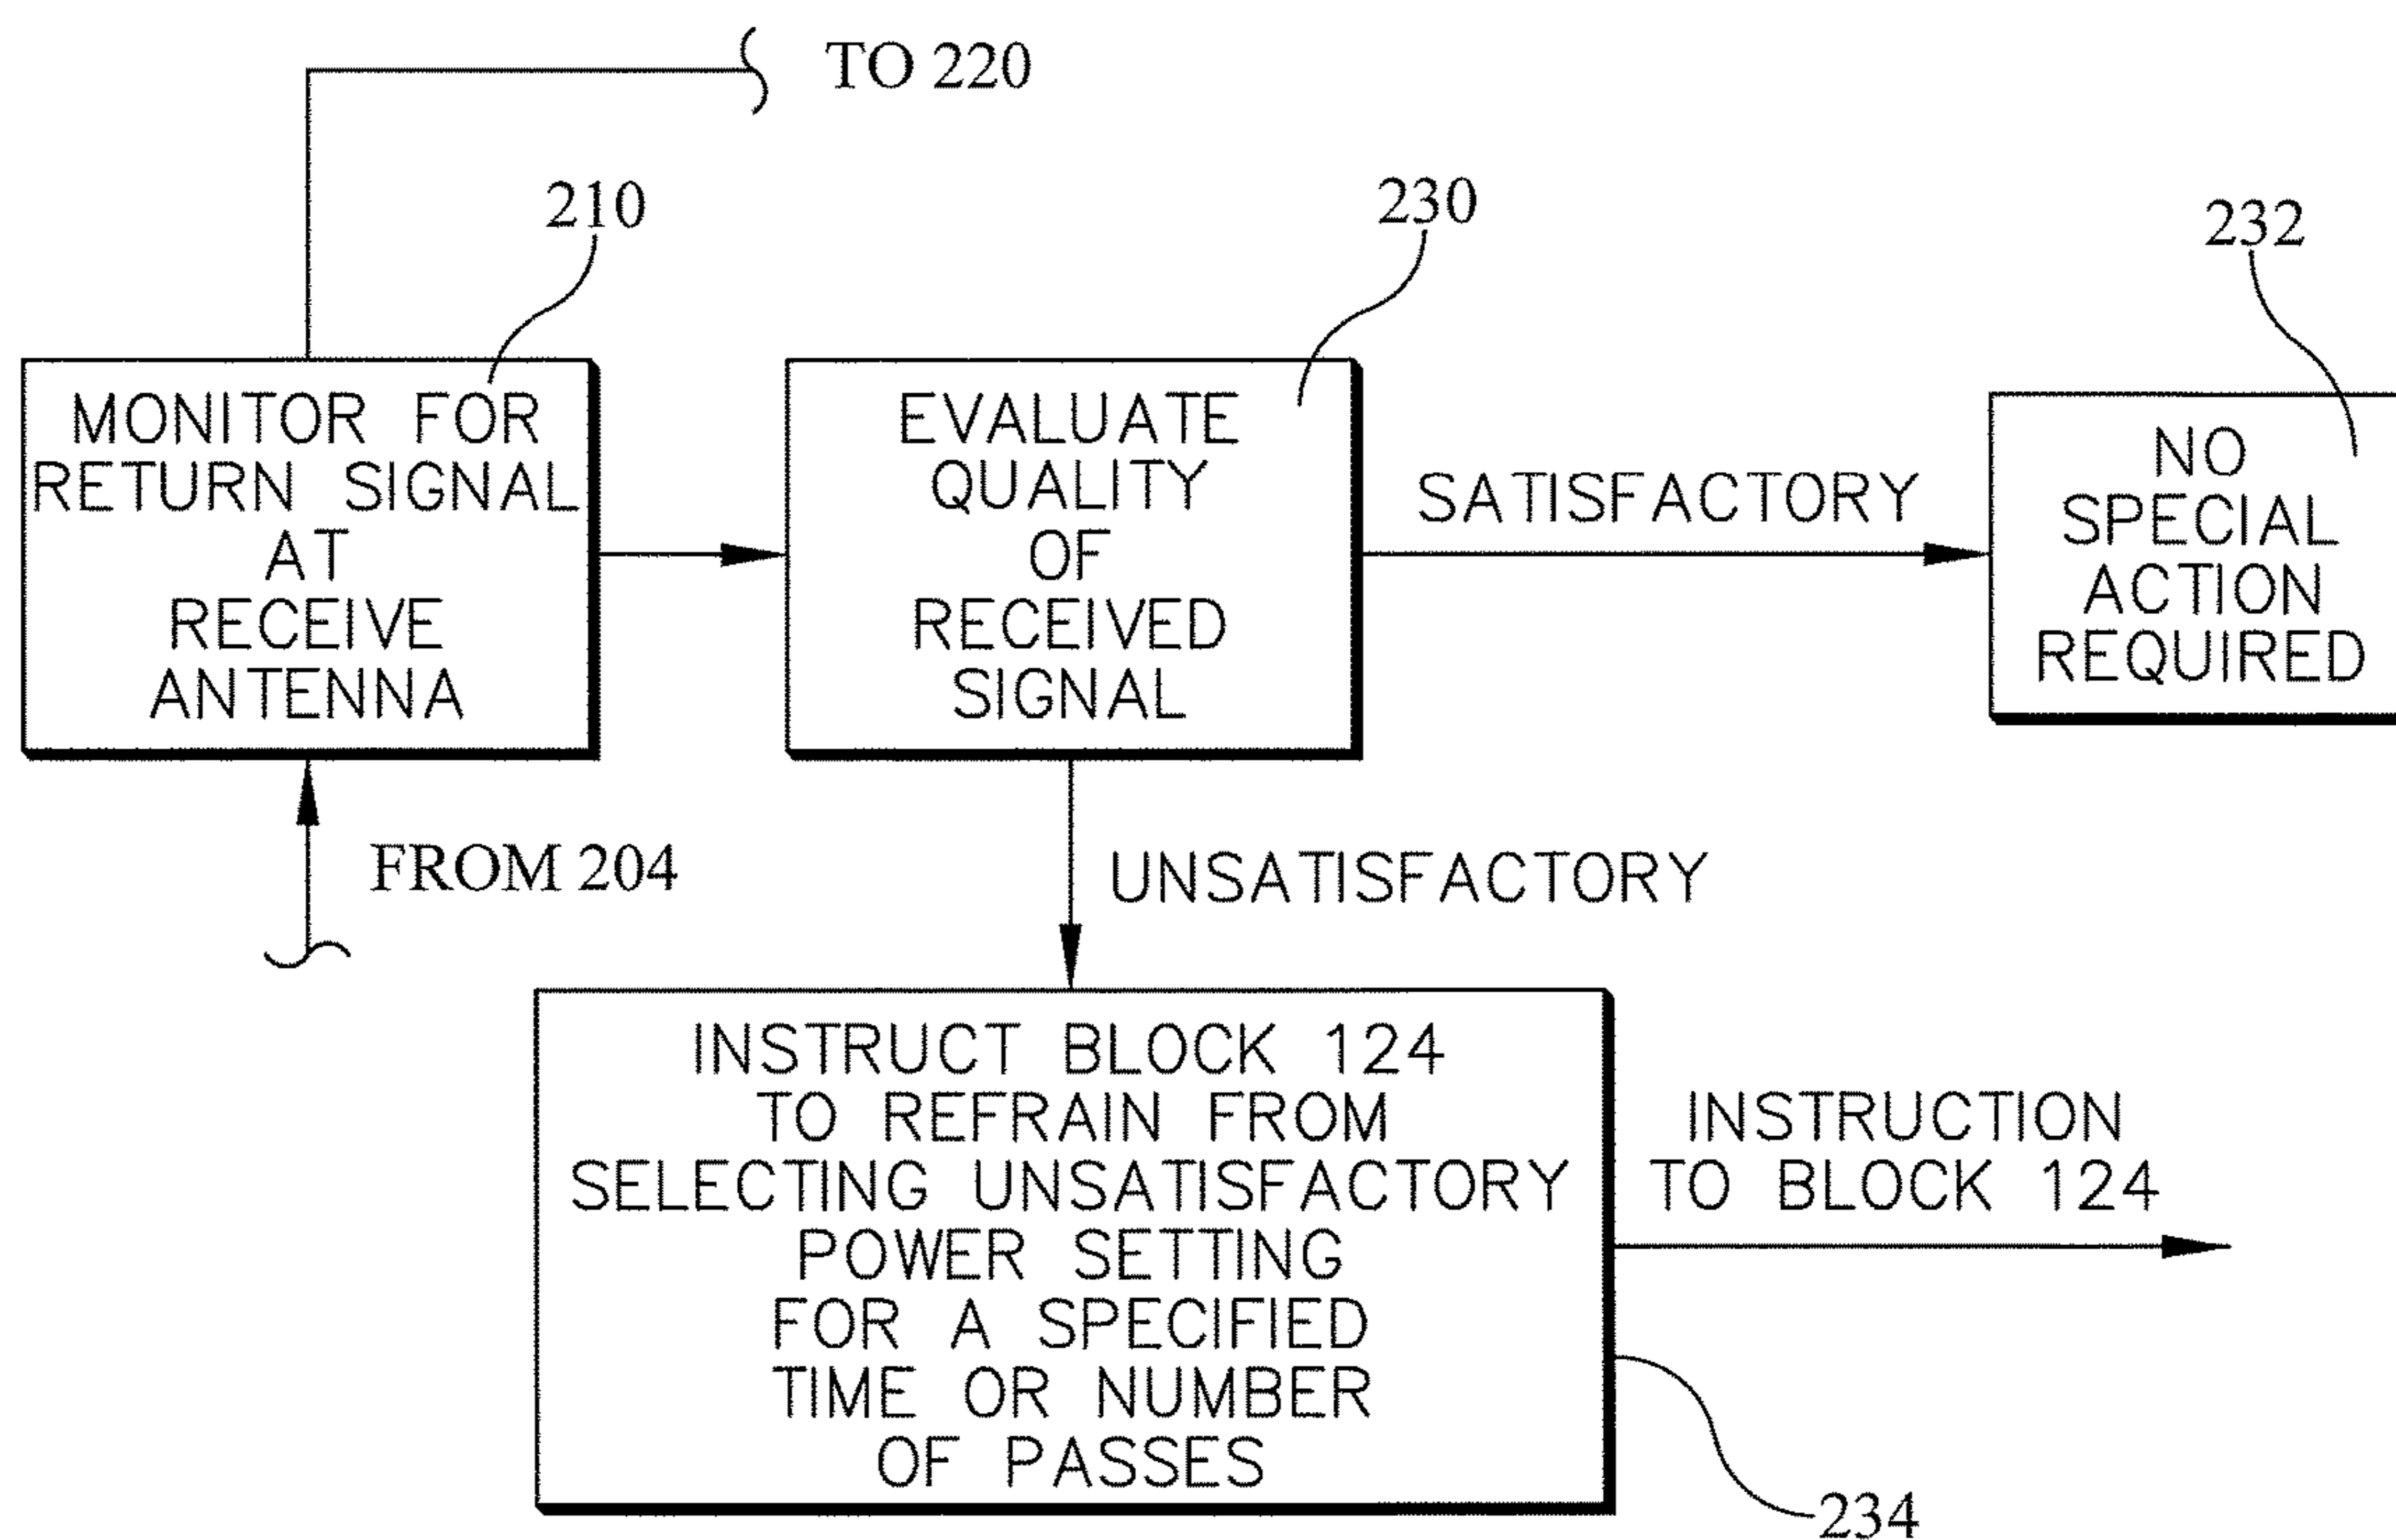 TO 220
210
230
232
MONITOR FOR
RETURN SIGNAL
AT
RECEIVE
ANTENNA
EVALUATE
QUALITY
OF
RECEIVED
SIGNAL
SATISFACTORY
NO
SPECIAL
ACTION
REQUIRED
FROM 204
UNSATISFACTORY
INSTRUCT BLOCK 124
TO REFRAIN FROM
SELECTING UNSATISFACTORY
POWER SETTING
FOR A SPECIFIED
TIME OR NUMBER
OF PASSES
INSTRUCTION
TO BLOCK 124
234